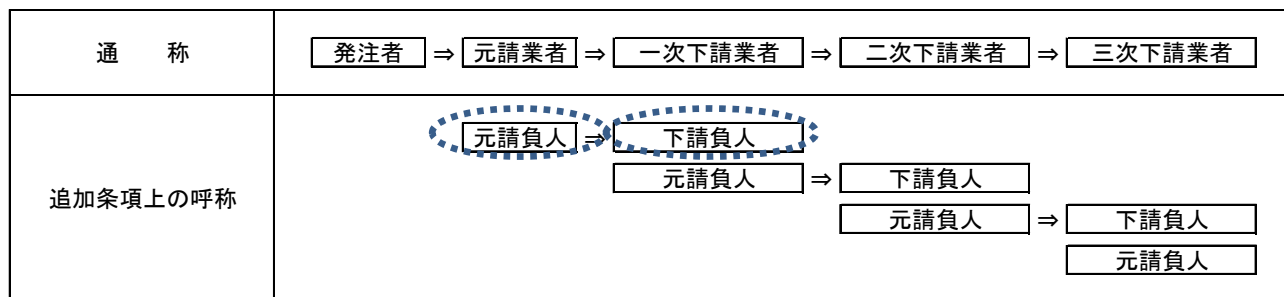 通　　称
発注者 ⇒ 元請業者 ⇒ 一次下請業者 ⇒ 二次下請業者 ⇒ 三次下請業者
追加条項上の呼称
元請負人 ⇒ 下請負人
元請負人 ⇒ 下請負人
元請負人 ⇒ 下請負人
元請負人